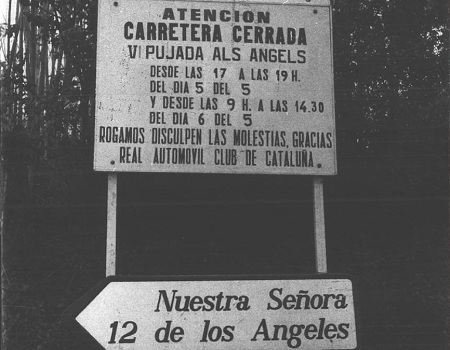 ATENCION
CARRETERA CERRADA
VI PUJADA ALS ANGELS
DESDE LAS 17 A LAS 19 H.
DEL DIA 5 DEL 5
Y DESDE LAS 9 H. A LAS 14.30
DEL DIA 6 DEL 5
ROGAMOS DISCULPEN LAS MOLESTIAS, GRACIAS
REAL AUTOMOVIL CLUB DE CATALUÑA.
Nuestra Señora
12 de los Angeles